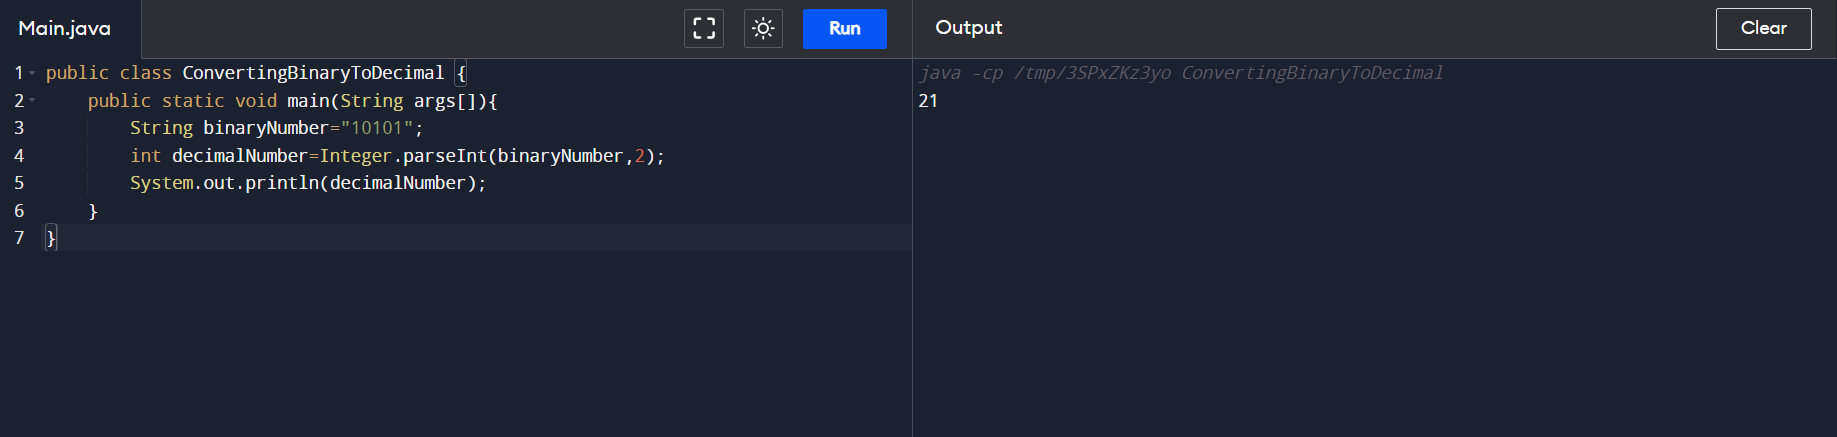 Main.java
Run
1 public class ConvertingBinaryToDecimal {
2 public static void main(String args[]){
3 String binaryNumber="10101";
4 int decimalNumber=Integer.parseInt(binaryNumber,2);
5 System.out.println(decimalNumber);
6 }
7 }
Output
Clear
java -cp /tmp/3SPxZKz3yo ConvertingBinaryToDecimal
21